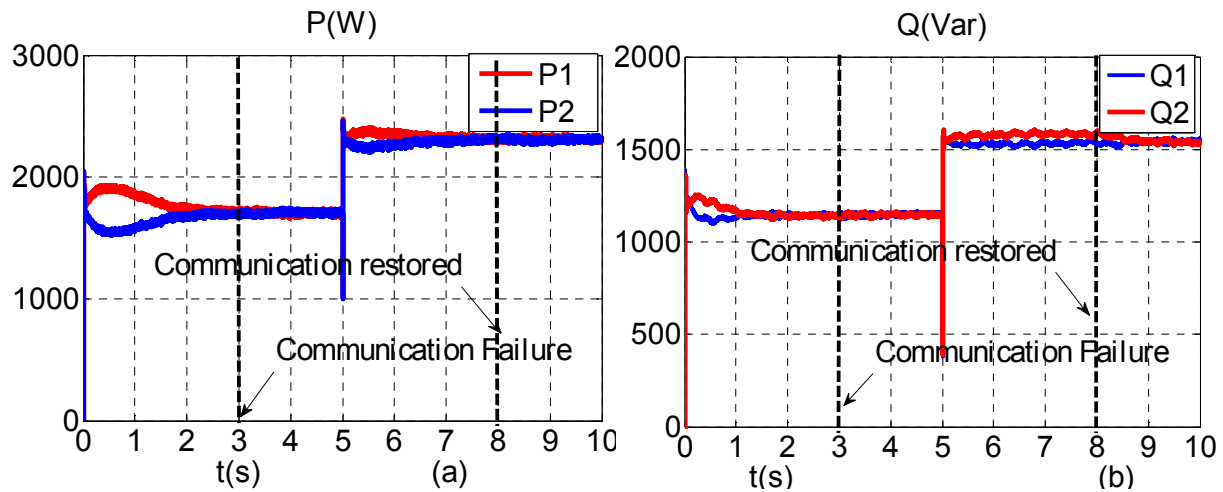 P(W)
3000
2000
1000
0
P1
P2
Communication restored
Communication Failure
0 1 2 3 4 5 6 7 8 9 10
t(s)
(a)
Q(Var)
2000
1500
1000
500
0
Q1
Q2
Communication restored
Communication Failure
0 1 2 3 4 5 6 7 8 9 10
t(s)
(b)